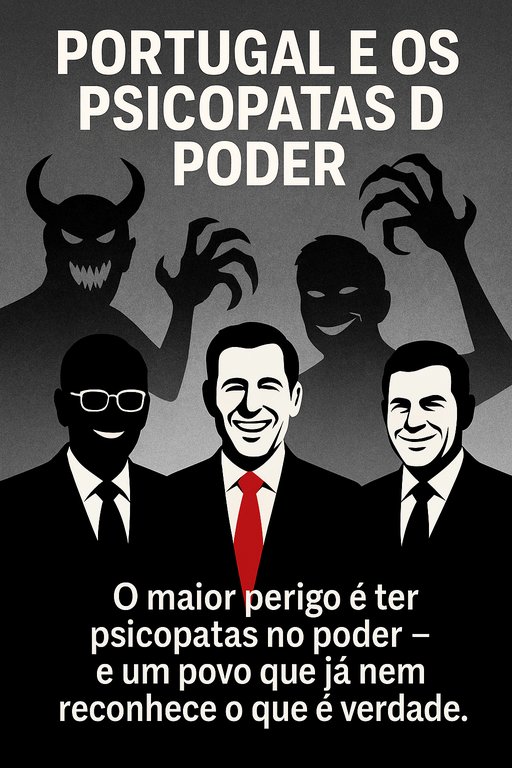 PORTUGAL E OS
PSICOPATAS D
PODER
O maior perigo é ter
psicopatas no poder –
e um povo que já nem
reconhece o que é verdade.